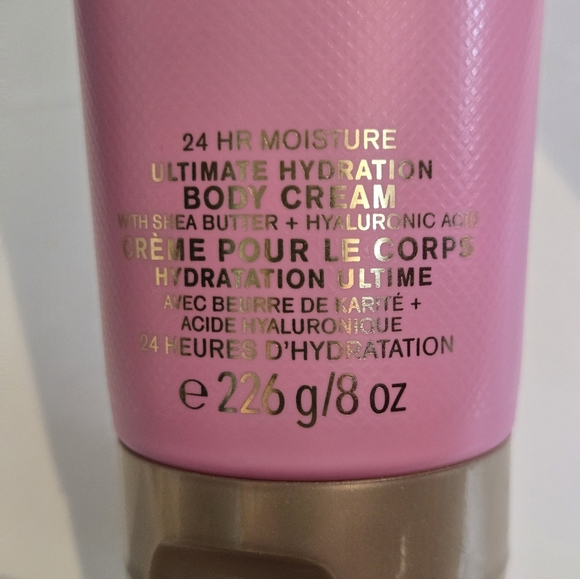 24 HR MOISTURE
ULTIMATE HYDRATION
BODY CREAM
WITH SHEA BUTTER + HYALURONIC ACID
CRÈME POUR LE CORPS
HYDRATATION ULTIME
AVEC BEURRE DE KARITÉ +
ACIDE HYALURONIQUE
24 HEURES D'HYDRATATION
℮ 226 g/8 oz